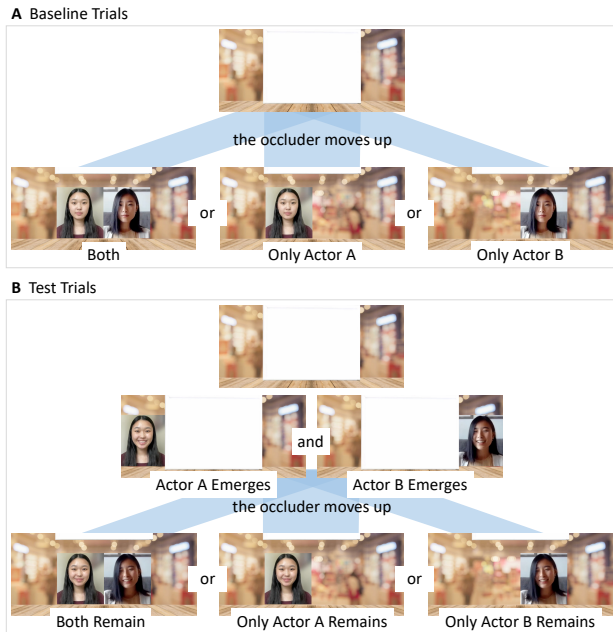 A Baseline Trials
the occluder moves up
or
or
Both
Only Actor A
Only Actor B
B Test Trials
and
Actor A Emerges
Actor B Emerges
the occluder moves up
or
or
Both Remain
Only Actor A Remains
Only Actor B Remains